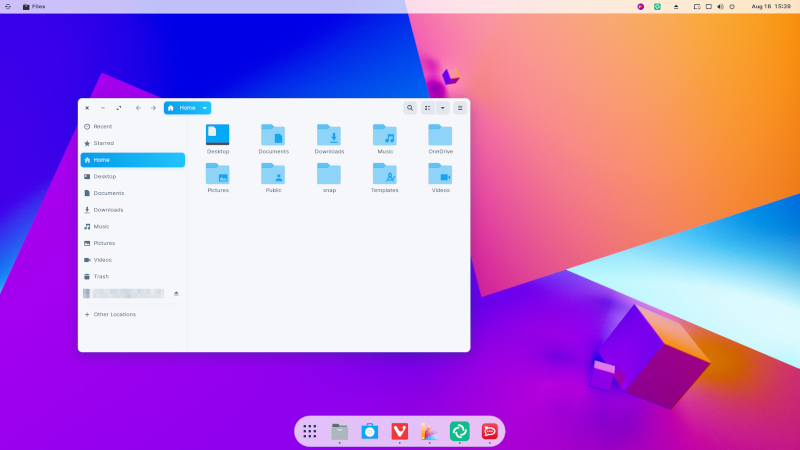 Files
Aug 16 15:39
Home
Recent
Starred
Home
Desktop
Documents
Downloads
Music
Pictures
Videos
Trash
Other Locations
Desktop
Documents
Downloads
Music
OneDrive
Pictures
Public
snap
Templates
Videos